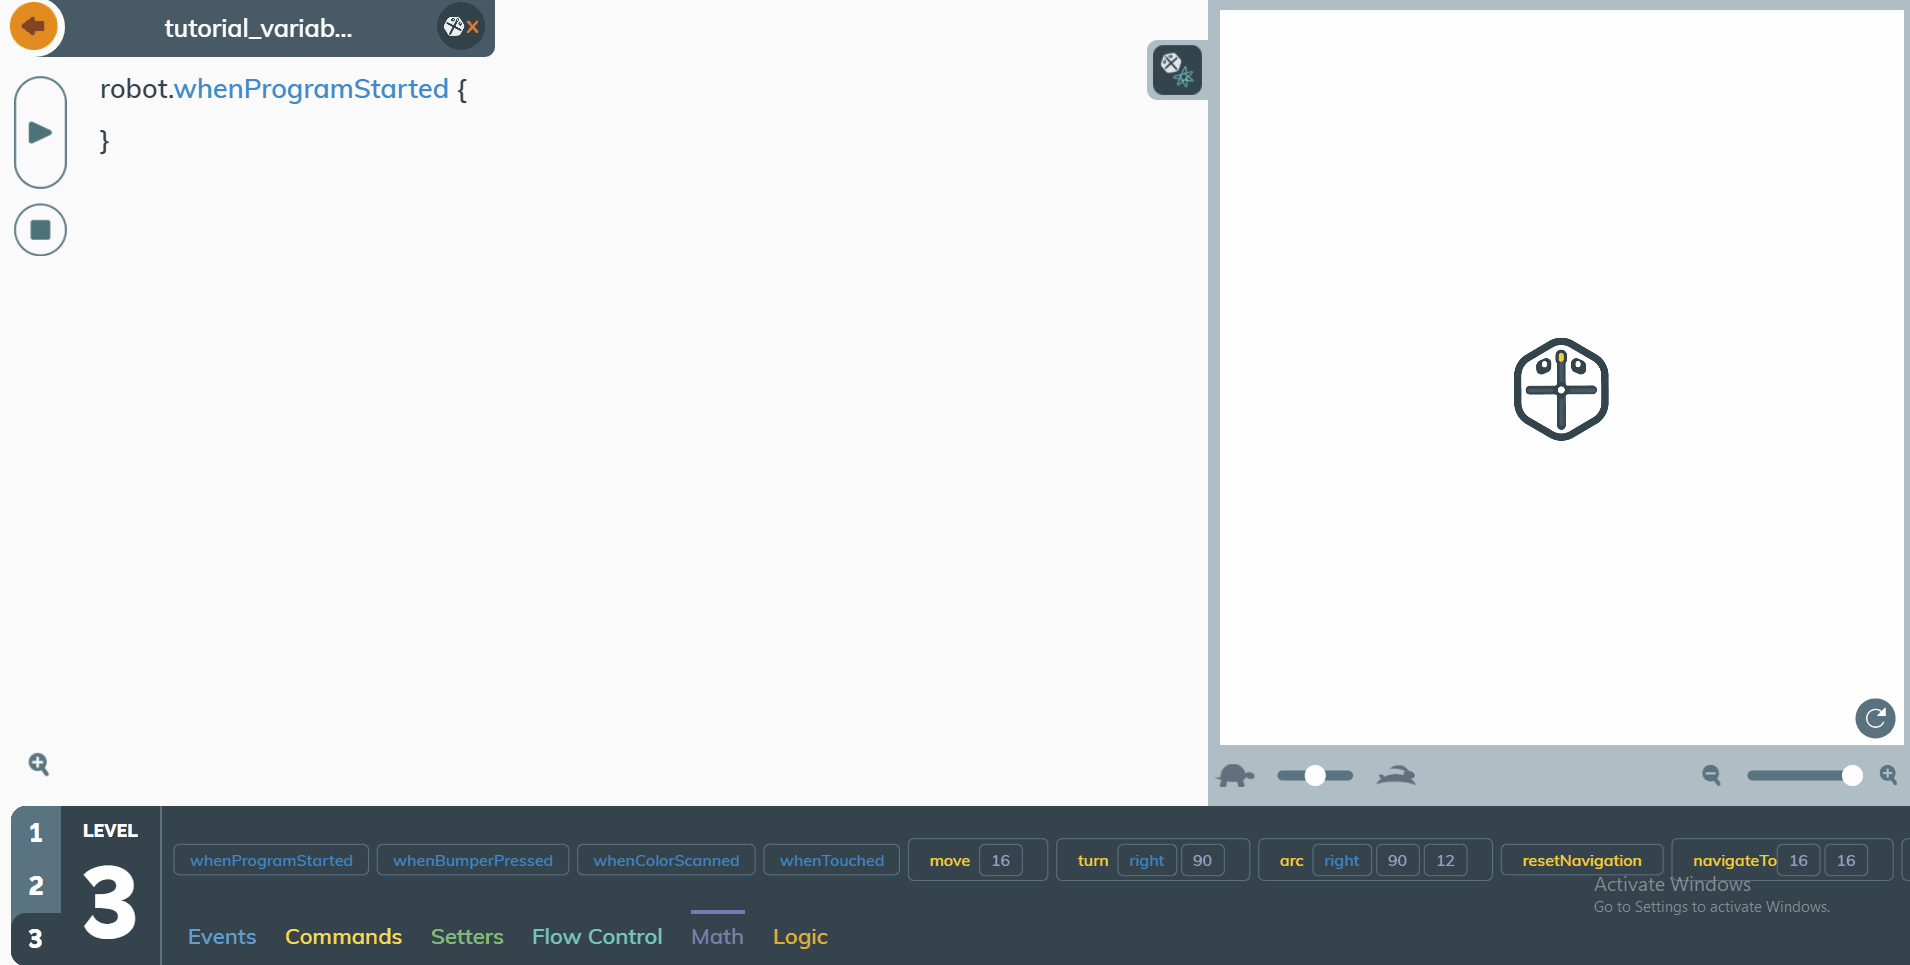 tutorial_variab...
robot.whenProgramStarted {
}
1
2
3
LEVEL
3
whenProgramStarted whenBumperPressed whenColorScanned whenTouched move 16 turn right 90 arc right 90 12 resetNavigation navigateTo 16 16
Activate Windows
Go to Settings to activate Windows.
Events Commands Setters Flow Control Math Logic